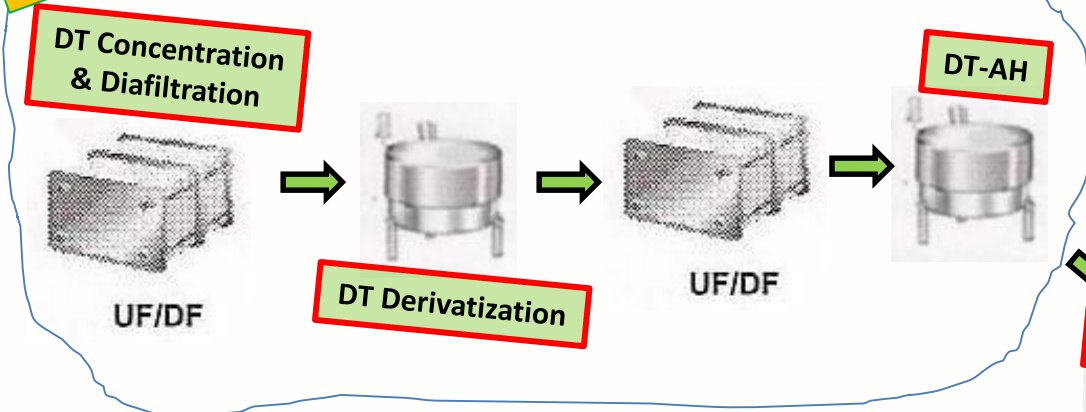 DT Concentration
& Diafiltration
DT-AH
UF/DF
DT Derivatization
UF/DF